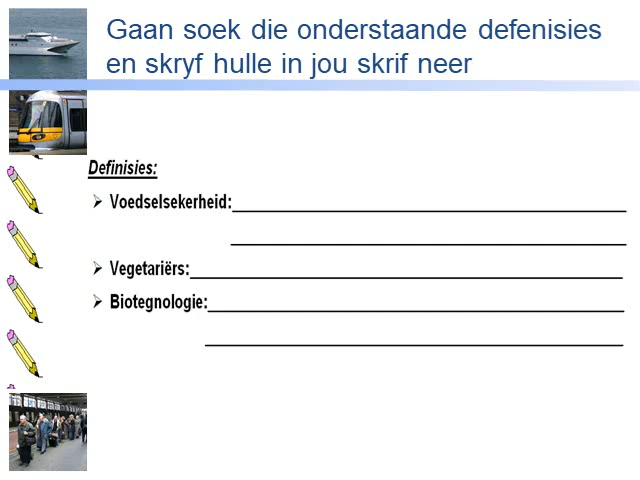 Gaan soek die onderstaande defenisies
en skryf hulle in jou skrif neer
Definisies:
Voedselsekerheid:
Vegetariërs:
Biotegnologie: